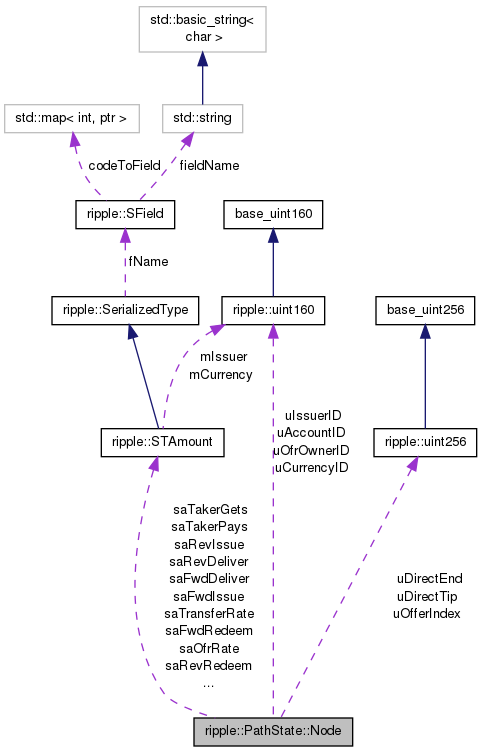 std::basic_string<
char >
std::map< int, ptr >
std::string
codeToField
fieldName
ripple::SField
base_uint160
fName
ripple::SerializedType
ripple::uint160
base_uint256
mIssuer
mCurrency
ripple::STAmount
uIssuerID
uAccountID
uOfrOwnerID
uCurrencyID
ripple::uint256
saTakerGets
saTakerPays
saRevIssue
saRevDeliver
saFwdDeliver
saFwdIssue
saTransferRate
saFwdRedeem
saOfrRate
saRevRedeem
...
uDirectEnd
uDirectTip
uOfferIndex
ripple::PathState::Node